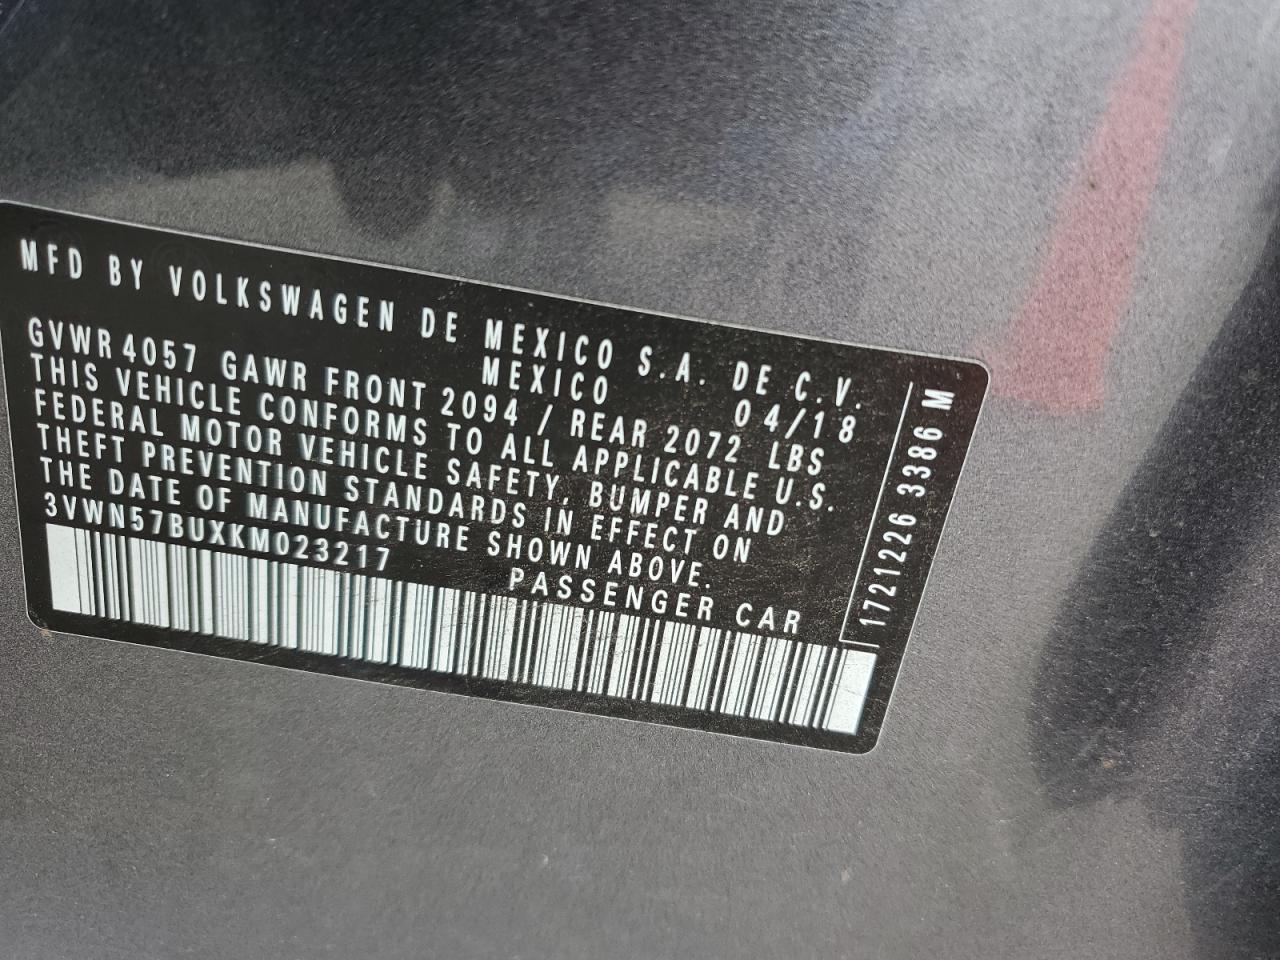 MFD BY VOLKSWAGEN DE MEXICO S.A. DE C.V.
MEXICO 04/18
GVWR 4057 GAWR FRONT 2094 / REAR 2072 LBS
THIS VEHICLE CONFORMS TO ALL APPLICABLE U.S.
FEDERAL MOTOR VEHICLE SAFETY, BUMPER AND
THEFT PREVENTION STANDARDS IN EFFECT ON
THE DATE OF MANUFACTURE SHOWN ABOVE.
3VWN57BUXKM023217 PASSENGER CAR
1721226 3386 M